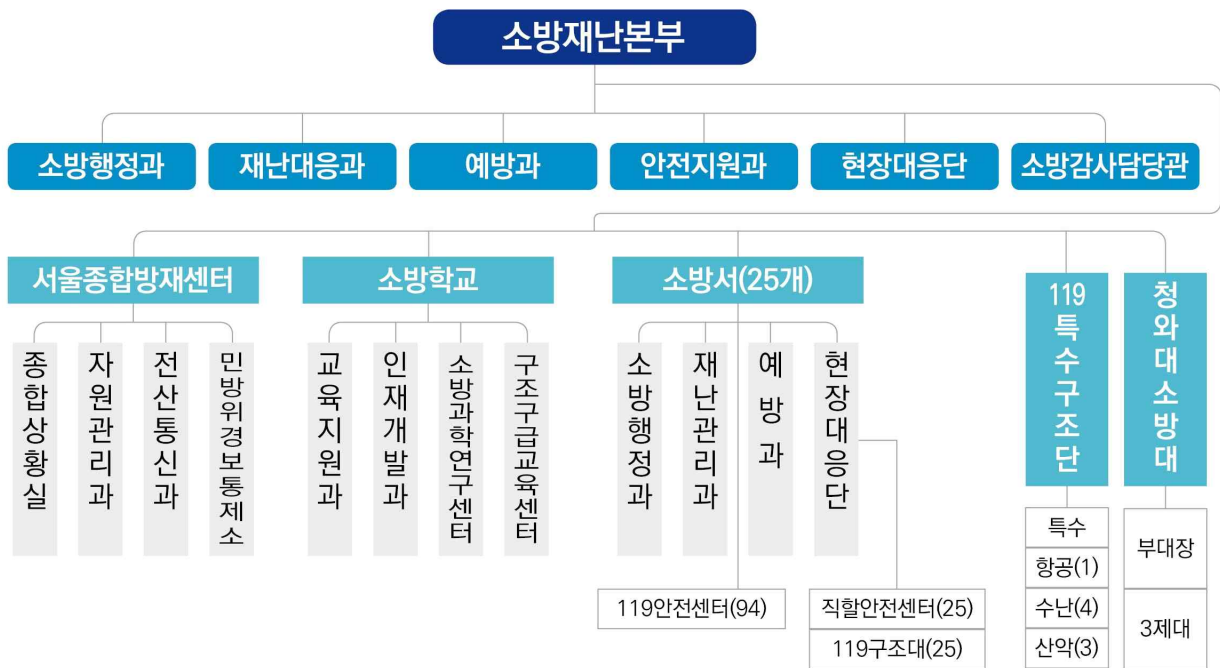 소방재난본부
소방행정과
재난대응과
예방과
안전지원과
현장대응단
소방감사담당관
서울종합방재센터
소방학교
소방서(25개)
119특수구조단
청와대소방대
종합상황실
자원관리과
전산통신과
민방위경보통제소
교육지원과
인재개발과
소방과학연구센터
구조구급교육센터
소방행정과
재난관리과
예방과
현장대응단
119안전센터(94)
직할안전센터(25)
119구조대(25)
특수
항공(1)
수난(4)
산악(3)
부대장
3제대